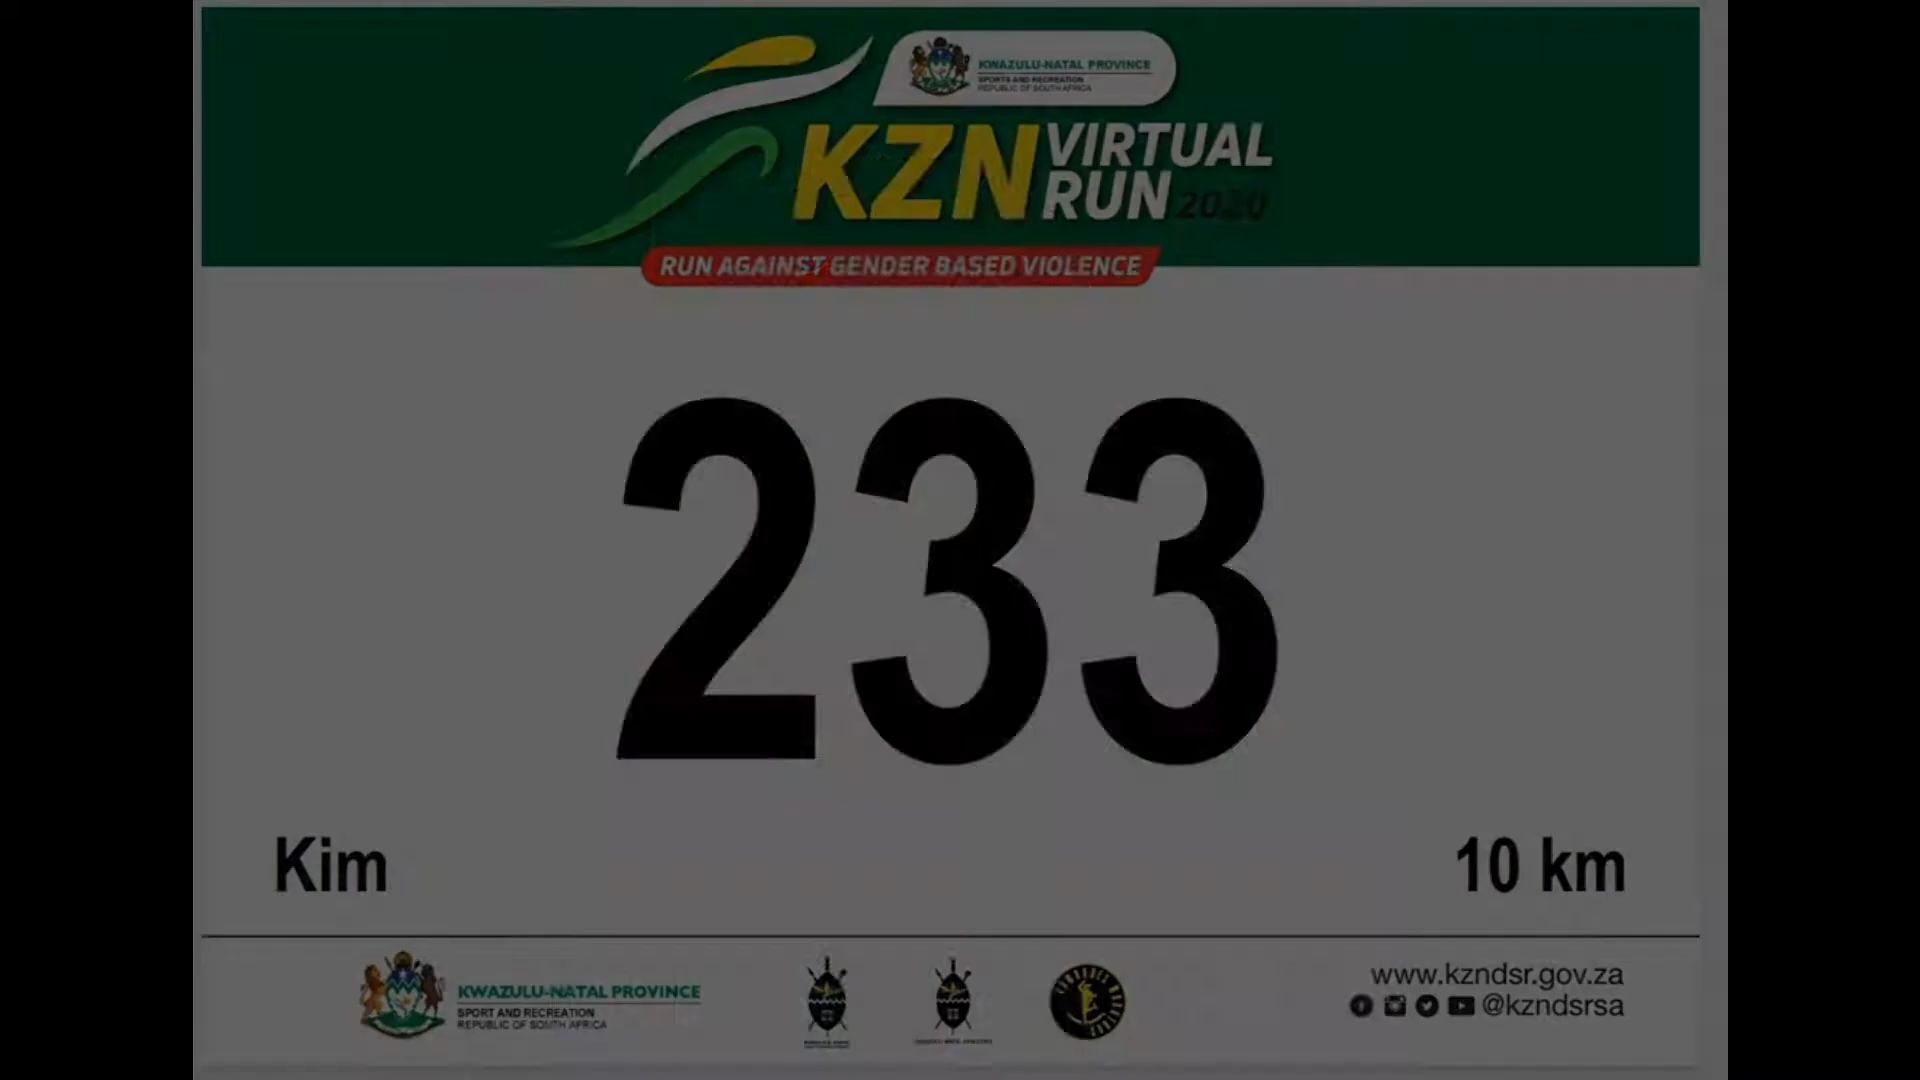 KWAZULU-NATAL PROVINCE
SPORTS AND RECREATION
REPUBLIC OF SOUTH AFRICA
KZN VIRTUAL
RUN 2020
RUN AGAINST GENDER BASED VIOLENCE
233
Kim
10 km
KWAZULU-NATAL PROVINCE
SPORT AND RECREATION
REPUBLIC OF SOUTH AFRICA
www.kzndsr.gov.za
@kzndsrsa